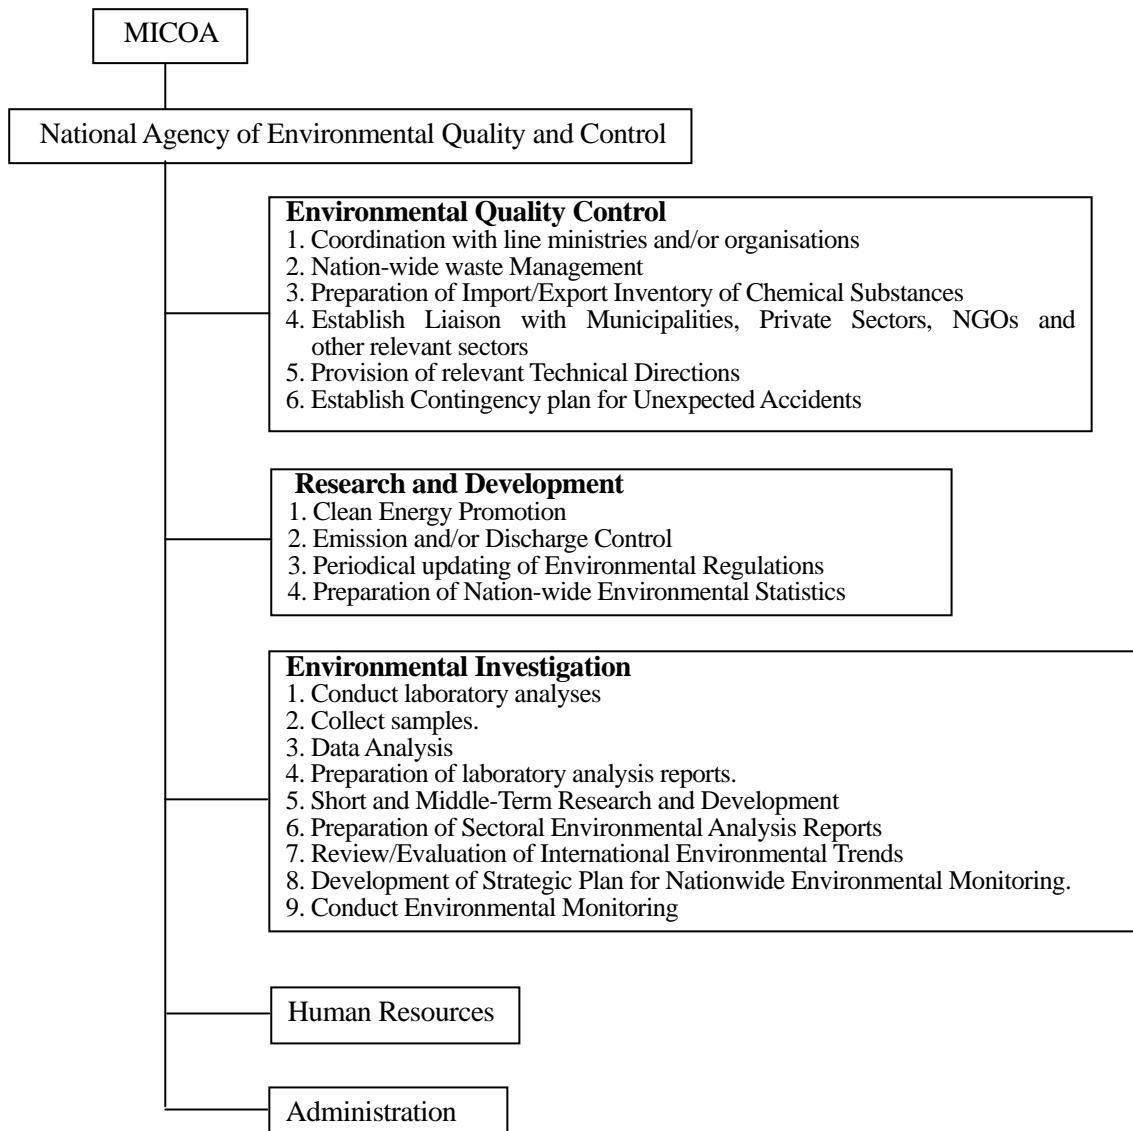 MICOA
National Agency of Environmental Quality and Control
Environmental Quality Control
1. Coordination with line ministries and/or organisations
2. Nation-wide waste Management
3. Preparation of Import/Export Inventory of Chemical Substances
4. Establish Liaison with Municipalities, Private Sectors, NGOs and
other relevant sectors
5. Provision of relevant Technical Directions
6. Establish Contingency plan for Unexpected Accidents
Research and Development
1. Clean Energy Promotion
2. Emission and/or Discharge Control
3. Periodical updating of Environmental Regulations
4. Preparation of Nation-wide Environmental Statistics
Environmental Investigation
1. Conduct laboratory analyses
2. Collect samples.
3. Data Analysis
4. Preparation of laboratory analysis reports.
5. Short and Middle-Term Research and Development
6. Preparation of Sectoral Environmental Analysis Reports
7. Review/Evaluation of International Environmental Trends
8. Development of Strategic Plan for Nationwide Environmental Monitoring.
9. Conduct Environmental Monitoring
Human Resources
Administration